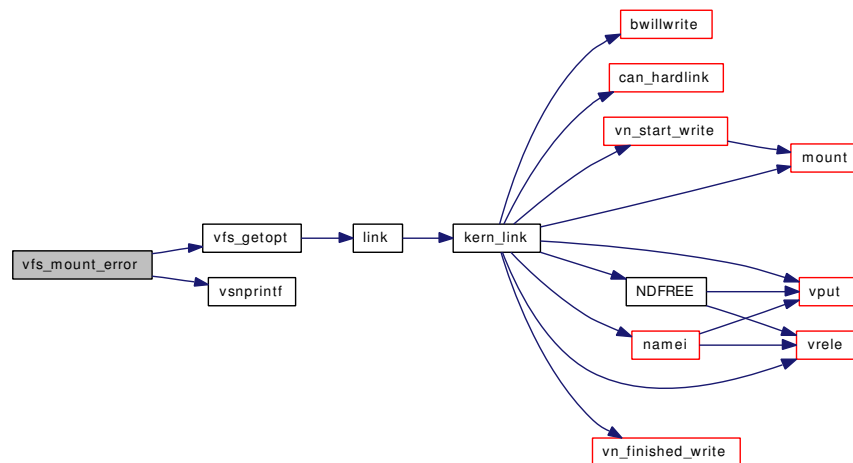 bwillwrite
can_hardlink
vn_start_write
mount
vfs_getopt
link
kern_link
vfs_mount_error
vsnprintf
NDFREE
vput
namei
vrele
vn_finished_write